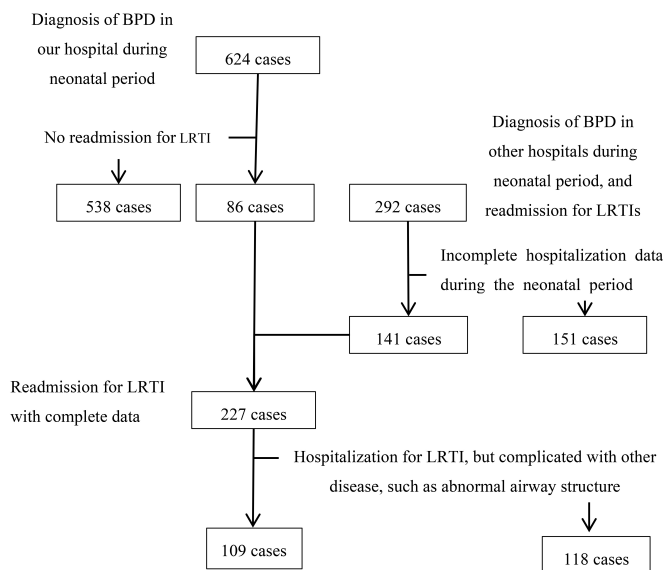 Diagnosis of BPD in
our hospital during
neonatal period
624 cases
No readmission for LRTI
538 cases
86 cases
292 cases
Diagnosis of BPD in
other hospitals during
neonatal period, and
readmission for LRTIs
Incomplete hospitalization data
during the neonatal period
141 cases
151 cases
Readmission for LRTI
with complete data
227 cases
Hospitalization for LRTI, but complicated with other
disease, such as abnormal airway structure
109 cases
118 cases